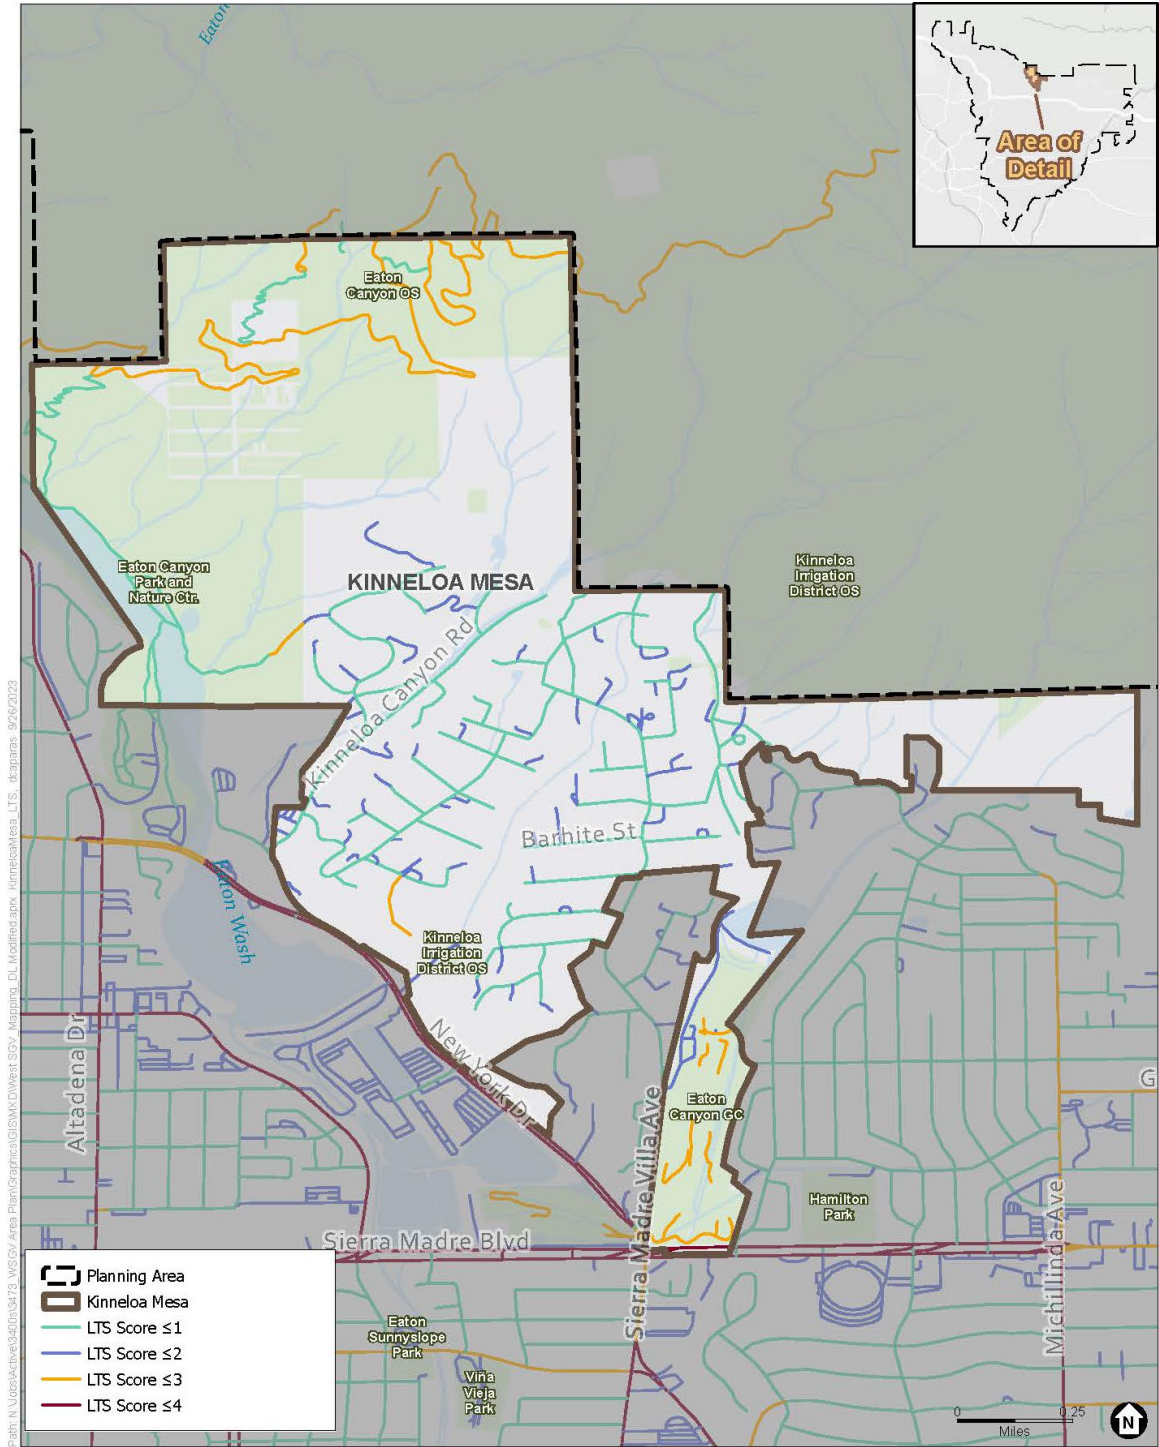 Eaton
Area of
Detail
Eaton
Canyon OS
Kinneloa
Irrigation
District OS
Eaton Canyon
Park and
Nature Ctr.
KINNELOA MESA
Kinneloa Canyon Rd
Barhite St
Eaton Wash
Kinneloa
Irrigation
District OS
New York Dr
Altadena Dr
G
Eaton
Canyon GC
Sierra Madre Villa Ave
Hamilton
Park
Michillinda Ave
Sierra Madre Blvd
Eaton
Sunnyslope
Park
Viña
Vieja
Park
Planning Area
Kinneloa Mesa
LTS Score ≤1
LTS Score ≤2
LTS Score ≤3
LTS Score ≤4
0 0.25
Miles
N